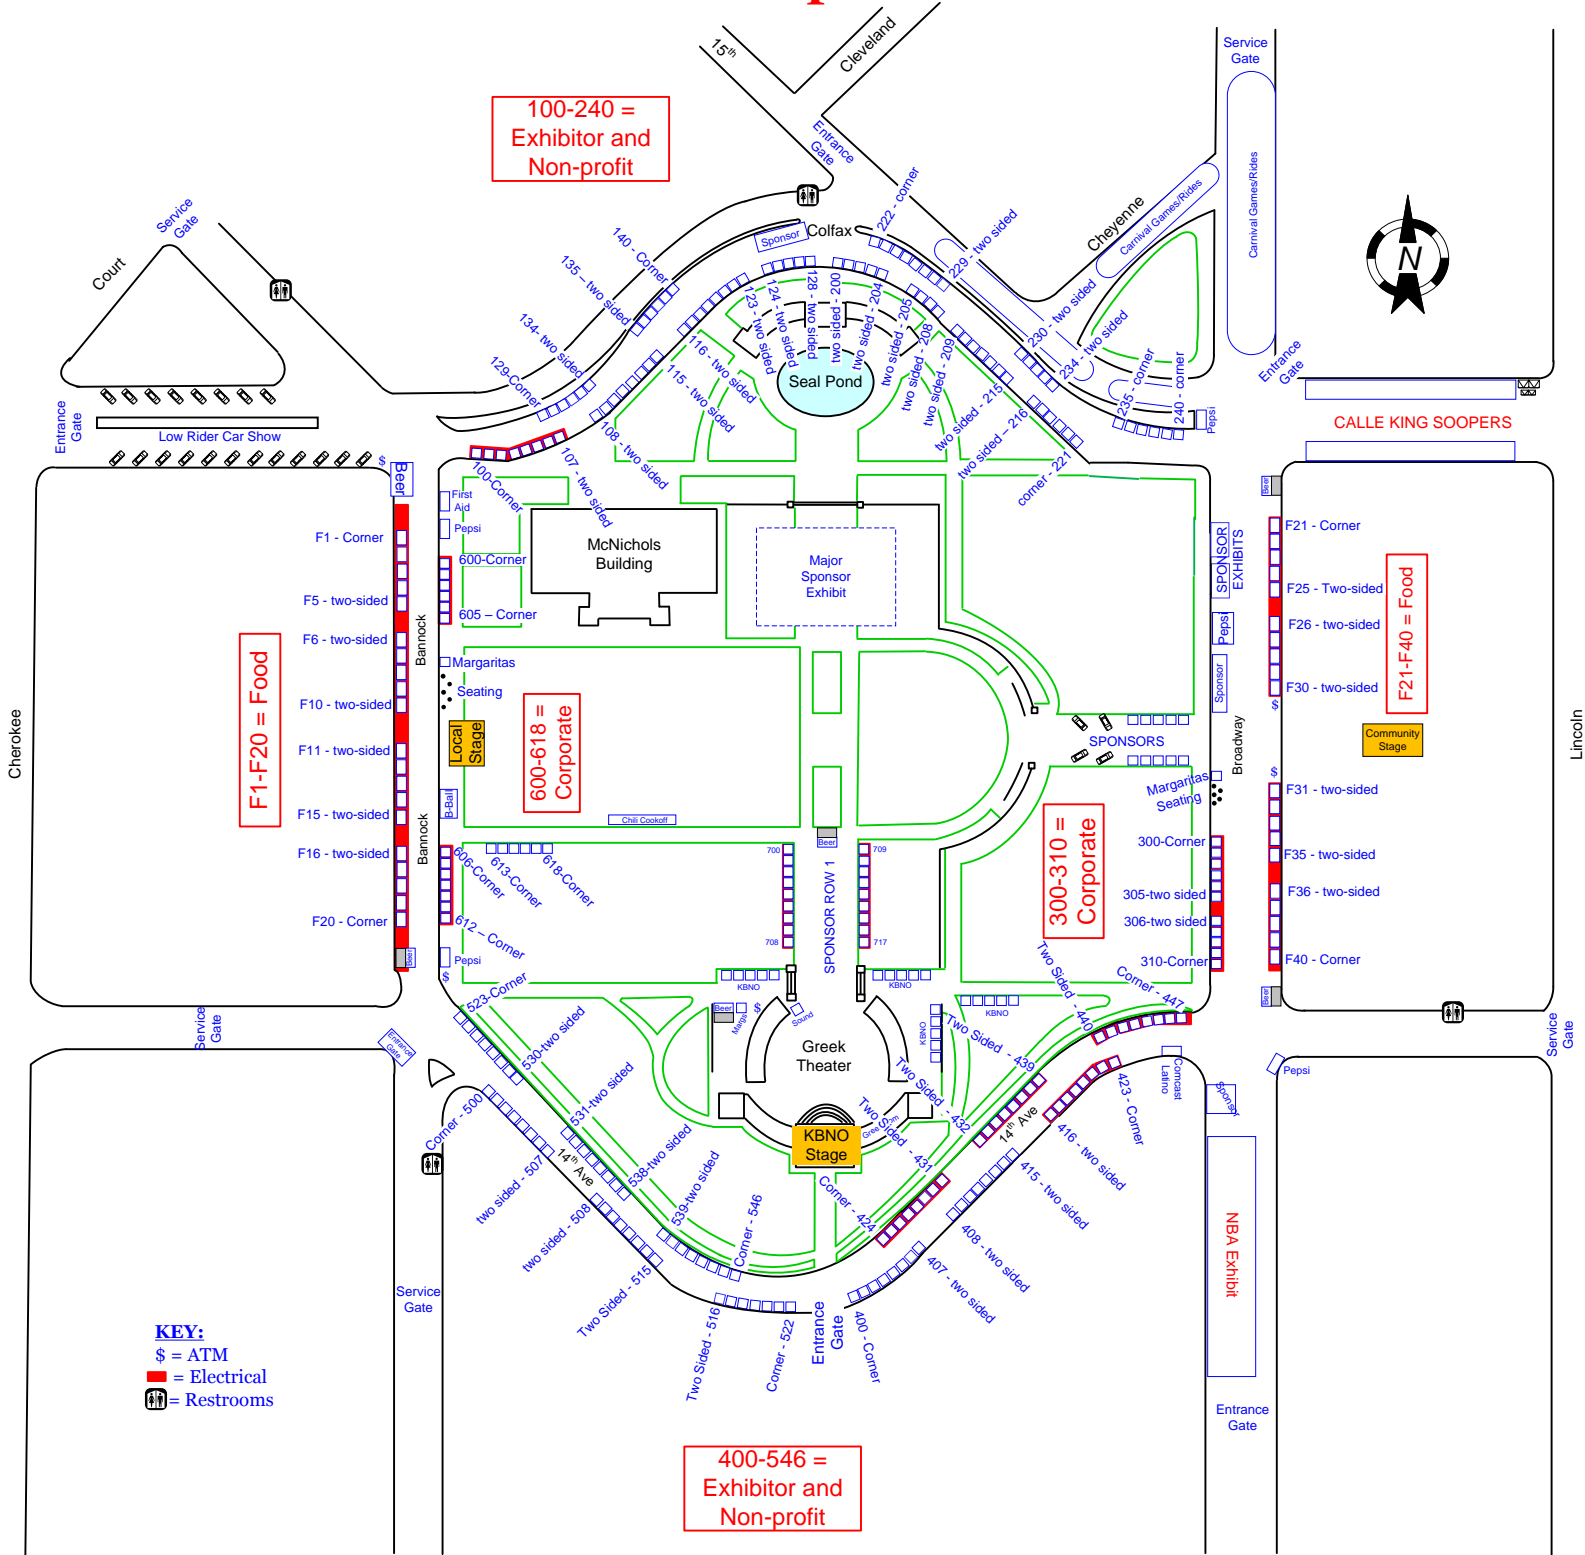 15th
Cleveland
Service
Gate
100-240 =
Exhibitor and
Non-profit
Entrance
Gate
222 - corner
229 - two sided
Cheyenne
Carnival Games/Rides
Carnival Games/Rides
N
Service
Gate
Court
140 - Corner
135 – two sided
134- two sided
129-Corner
Sponsor
Colfax
123 - two sided
124 - two sided
128 - two sided
two sided - 200
two sided - 204
two sided - 205
two sided - 208
two sided - 209
two sided - 215
two sided – 216
corner - 221
230 - two sided
234 - two sided
235 - corner
240 - corner
Pepsi
Entrance
Gate
116 - two sided
115 - two sided
108 - two sided
107 - two sided
100-Corner
Seal Pond
CALLE KING SOOPERS
Entrance
Gate
Low Rider Car Show
$
Beer
First
Aid
Pepsi
F1 - Corner
600-Corner
McNichols
Building
Major
Sponsor
Exhibit
SPONSOR
SPONSOR
EXHIBITS
Beer
F21 - Corner
F5 - two-sided
605 – Corner
F25 - Two-sided
F6 - two-sided
Bannock
Pepsi
F26 - two-sided
F1-F20 = Food
F21-F40 = Food
Margaritas
Seating
Sponsor
F30 - two-sided
$
F10 - two-sided
Cherokee
Local
Stage
600-618 =
Corporate
SPONSORS
Broadway
Community
Stage
Lincoln
F11 - two-sided
$
Margaritas
Seating
F31 - two-sided
F15 - two-sided
B-Ball
Bannock
Chili Cookoff
Beer
300-310 =
Corporate
300-Corner
F16 - two-sided
606-Corner
613-Corner
618-Corner
700
709
F35 - two-sided
305-two sided
F36 - two-sided
F20 - Corner
612 – Corner
SPONSOR ROW 1
306-two sided
708
717
Beer
Pepsi
$
310-Corner
F40 - Corner
523-Corner
KBNO
KBNO
KBNO
KBNO
Two Sided - 440
Corner - 447
Beer
Service
Gate
Entrance
Gate
530-two sided
Beer
Margs
$
Sound
Greek
Theater
Two Sided - 439
Two Sided - 432
Two Sided - 431
Corner - 424
Service
Gate
Corner - 500
531-two sided
Comcast
Latino
Sponsor
Pepsi
423 - Corner
KBNO
Stage
14th Ave
two sided - 507
14th Ave
538-two sided
416 - two sided
539-two sided
two sided - 508
Corner - 546
415 - two sided
408 - two sided
407 - two sided
NBA Exhibit
Two Sided - 515
Service
Gate
Two Sided - 516
Corner - 522
Entrance
Gate
400 - Corner
KEY:
$ = ATM
= Electrical
= Restrooms
Entrance
Gate
400-546 =
Exhibitor and
Non-profit